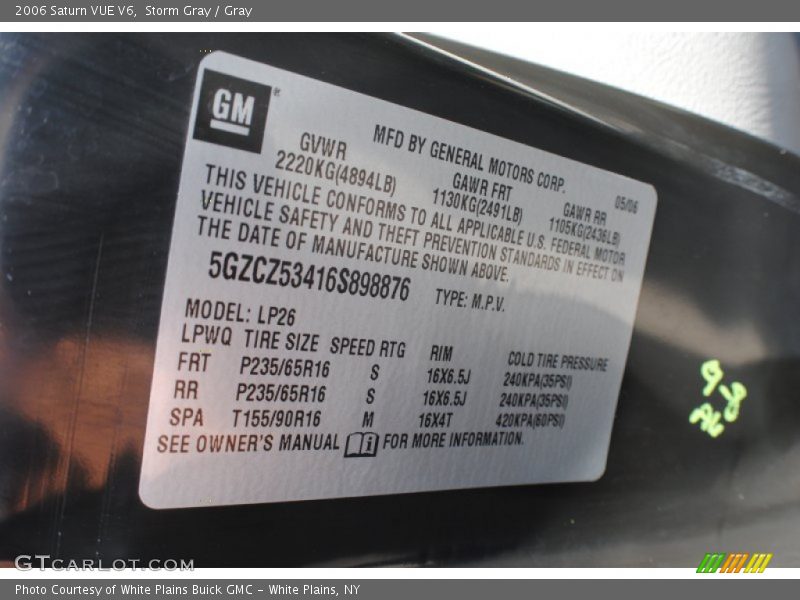 2006 Saturn VUE V6, Storm Gray / Gray
GM
MFD BY GENERAL MOTORS CORP.
05/06
GVWR
2220KG(4894LB)
GAWR FRT
1130KG(2491LB)
GAWR RR
1105KG(2436LB)
THIS VEHICLE CONFORMS TO ALL APPLICABLE U.S. FEDERAL MOTOR
VEHICLE SAFETY AND THEFT PREVENTION STANDARDS IN EFFECT ON
THE DATE OF MANUFACTURE SHOWN ABOVE.
5GZCZ53416S898876 TYPE: M.P.V.
MODEL: LP26
LPWQ TIRE SIZE SPEED RTG RIM COLD TIRE PRESSURE
FRT P235/65R16 S 16X6.5J 240KPA(35PSI)
RR P235/65R16 S 16X6.5J 240KPA(35PSI)
SPA T155/90R16 M 16X4T 420KPA(60PSI)
SEE OWNER'S MANUAL FOR MORE INFORMATION.
9-8
GTCARLOT.COM
Photo Courtesy of White Plains Buick GMC – White Plains, NY